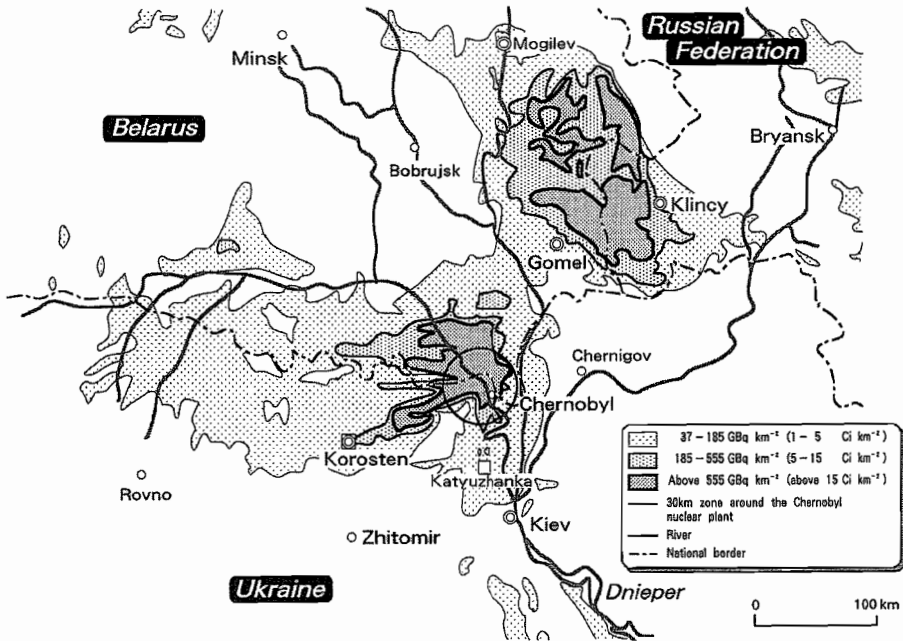 Russian
Federation
Mogilev
Minsk
Belarus
Bryansk
Bobrujsk
Klincy
Gomel
Chernigov
Chernobyl
Korosten
Katyuzhanka
Rovno
Kiev
Zhitomir
Ukraine
Dnieper
37–185 GBq km⁻² (1–5 Ci km⁻²)
185–555 GBq km⁻² (5–15 Ci km⁻²)
Above 555 GBq km⁻² (above 15 Ci km⁻²)
30km zone around the Chernobyl
nuclear plant
River
National border
0 100 km